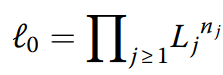 ℓ₀ = ∏_{j≥1} L_j^{n_j}